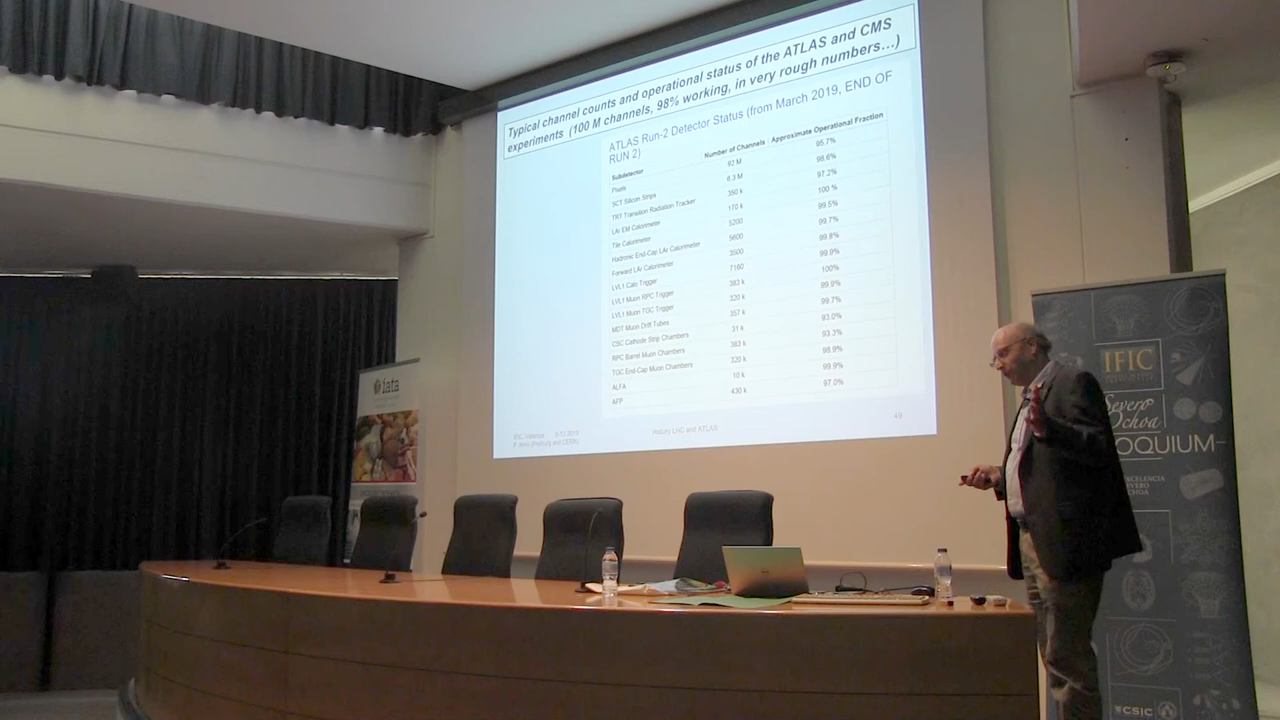 Typical channel counts and operational status of the ATLAS and CMS
experiments (100 M channels, 98% working, in very rough numbers…)
ATLAS Run-2 Detector Status (from March 2019, END OF
RUN 2)
Subdetector Number of Channels Approximate Operational Fraction
Pixels 92 M 95.7%
SCT Silicon Strips 6.3 M 98.6%
TRT Transition Radiation Tracker 350 k 97.2%
LAr EM Calorimeter 170 k 100 %
Tile Calorimeter 5200 99.5%
Hadronic End-Cap LAr Calorimeter 5600 99.7%
Forward LAr Calorimeter 3500 99.8%
LVL1 Calo Trigger 7160 99.9%
LVL1 Muon RPC Trigger 383 k 100%
LVL1 Muon TGC Trigger 320 k 99.9%
MDT Muon Drift Tubes 357 k 99.7%
CSC Cathode Strip Chambers 31 k 93.0%
RPC Barrel Muon Chambers 383 k 93.3%
TGC End-Cap Muon Chambers 320 k 98.9%
ALFA 10 k 99.9%
AFP 430 k 97.0%
IFIC, Valencia
History LHC and ATLAS
49
iata
IFIC
Severo
Ochoa
OQUIUM
CELENCIA
EVERO
CHOA
CSIC